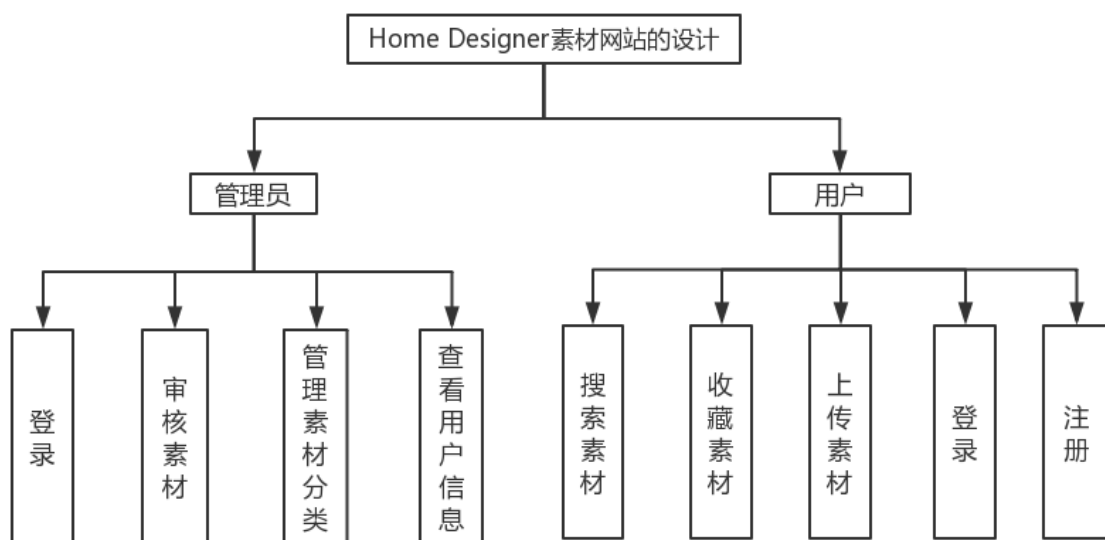 Home Designer素材网站的设计
管理员
用户
登录
审核素材
管理素材分类
查看用户信息
搜索素材
收藏素材
上传素材
登录
注册